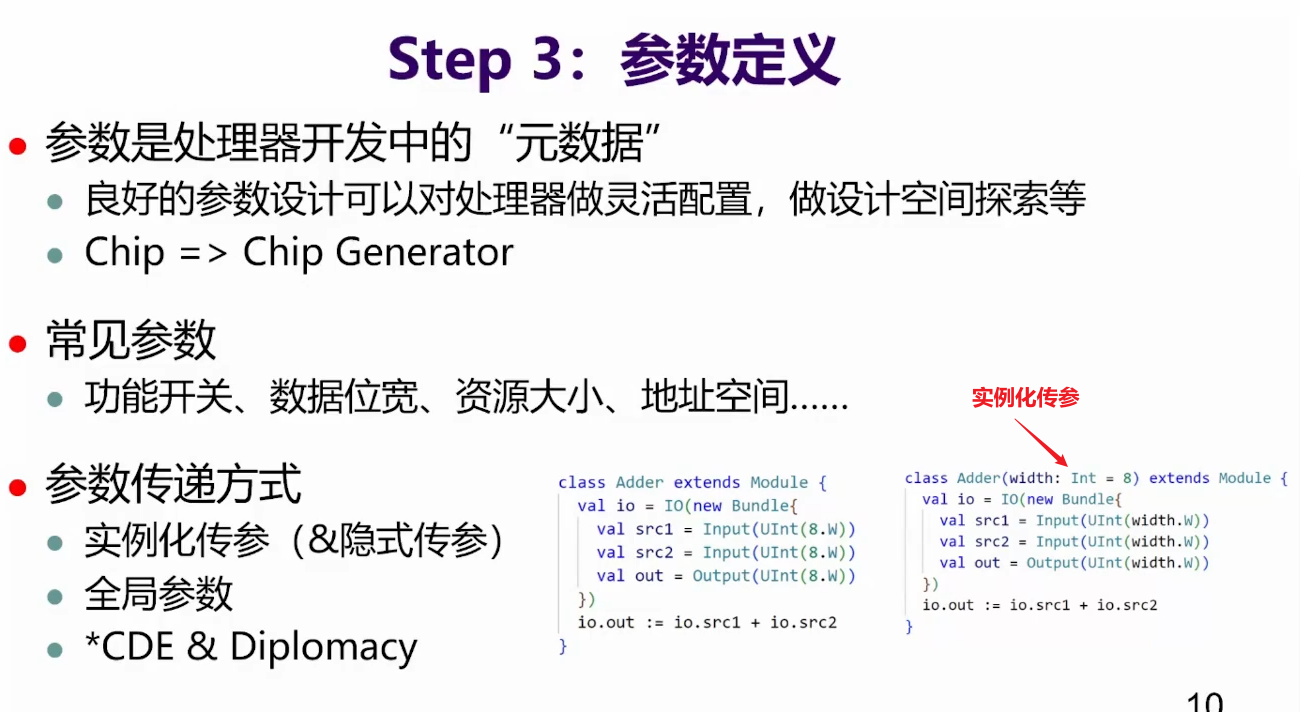 Step 3：参数定义
参数是处理器开发中的“元数据”
良好的参数设计可以对处理器做灵活配置，做设计空间探索等
Chip => Chip Generator
常见参数
功能开关、数据位宽、资源大小、地址空间……
参数传递方式
实例化传参（&隐式传参）
全局参数
*CDE & Diplomacy
class Adder extends Module {
val io = IO(new Bundle{
val src1 = Input(UInt(8.W))
val src2 = Input(UInt(8.W))
val out = Output(UInt(8.W))
})
io.out := io.src1 + io.src2
}
实例化传参
class Adder(width: Int = 8) extends Module {
val io = IO(new Bundle{
val src1 = Input(UInt(width.W))
val src2 = Input(UInt(width.W))
val out = Output(UInt(width.W))
})
io.out := io.src1 + io.src2
}
10